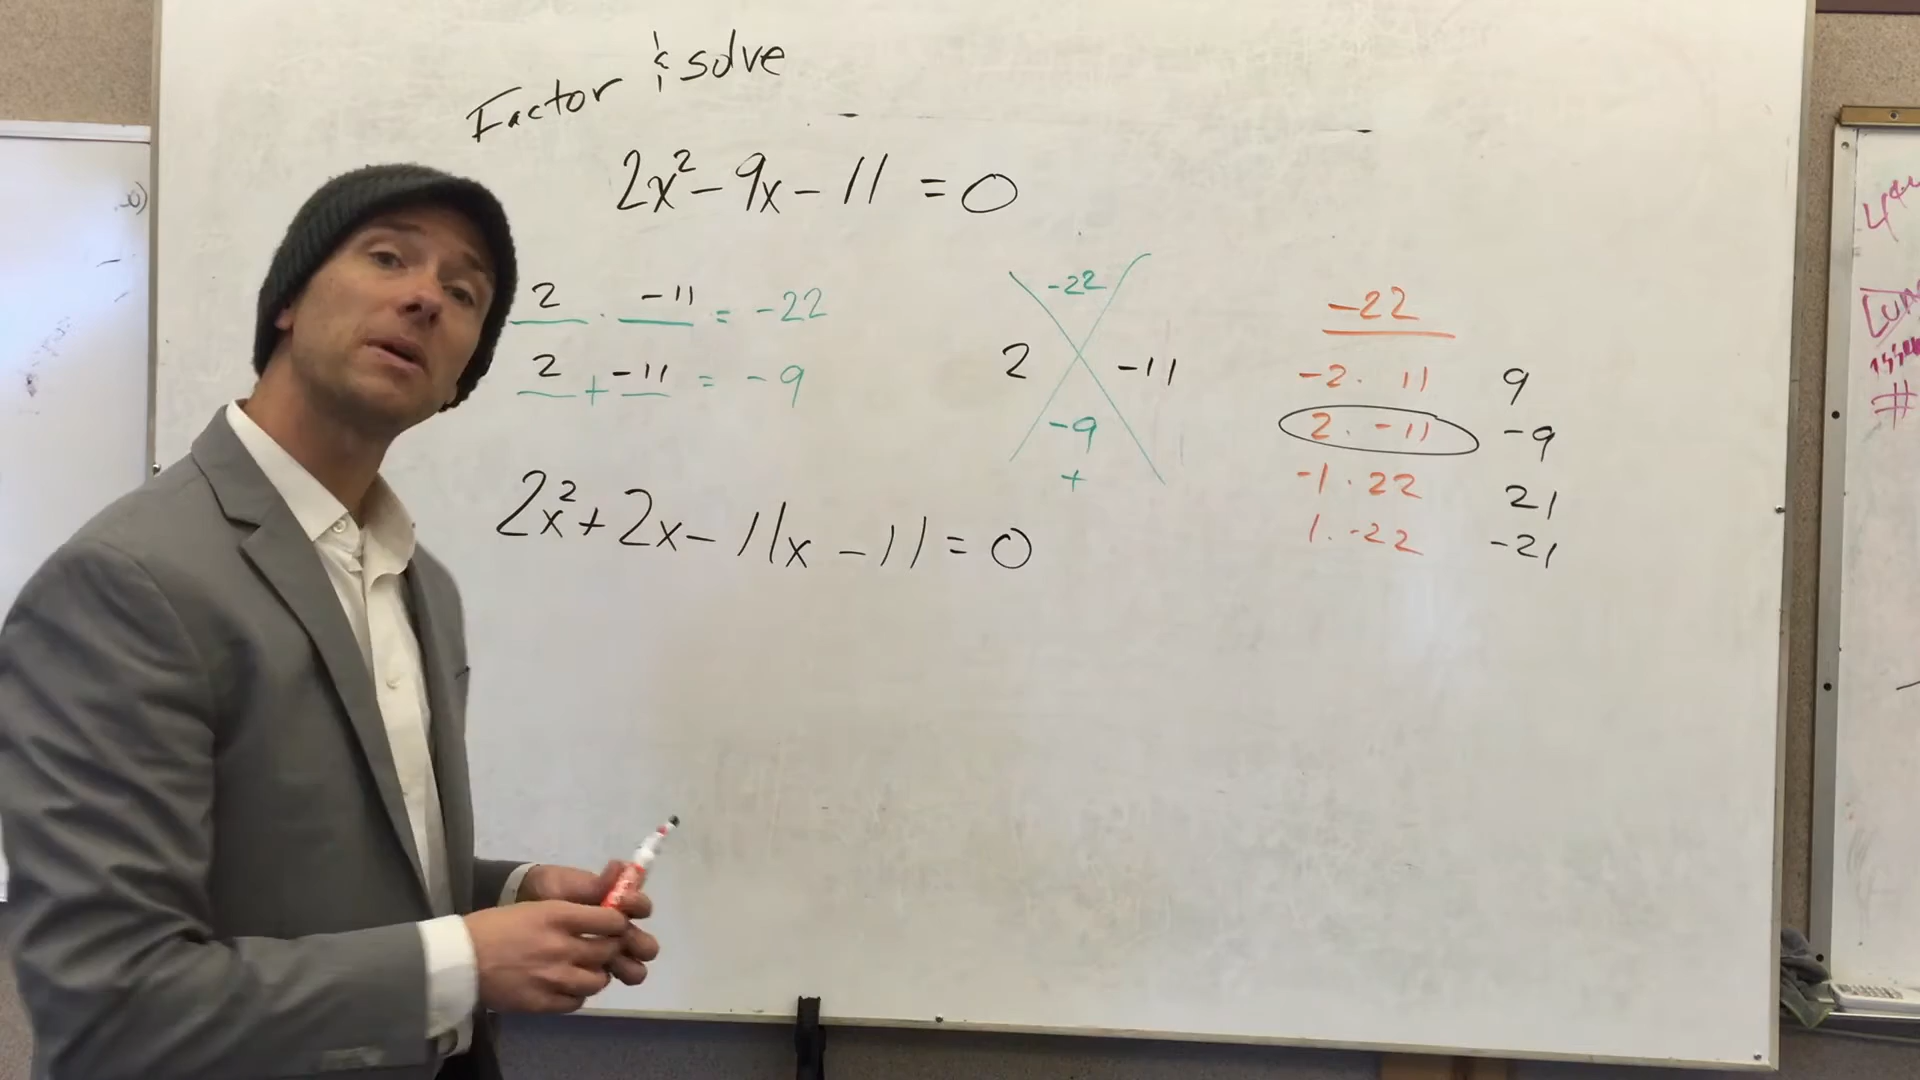 Factor & solve
2x² - 9x - 11 = 0
2 · -11 = -22
2 + -11 = -9
-22
2 -11
-9
+
-22
-2 · 11 9
2 · -11 -9
-1 · 22 21
1 · -22 -21
2x² + 2x - 11x - 11 = 0
#